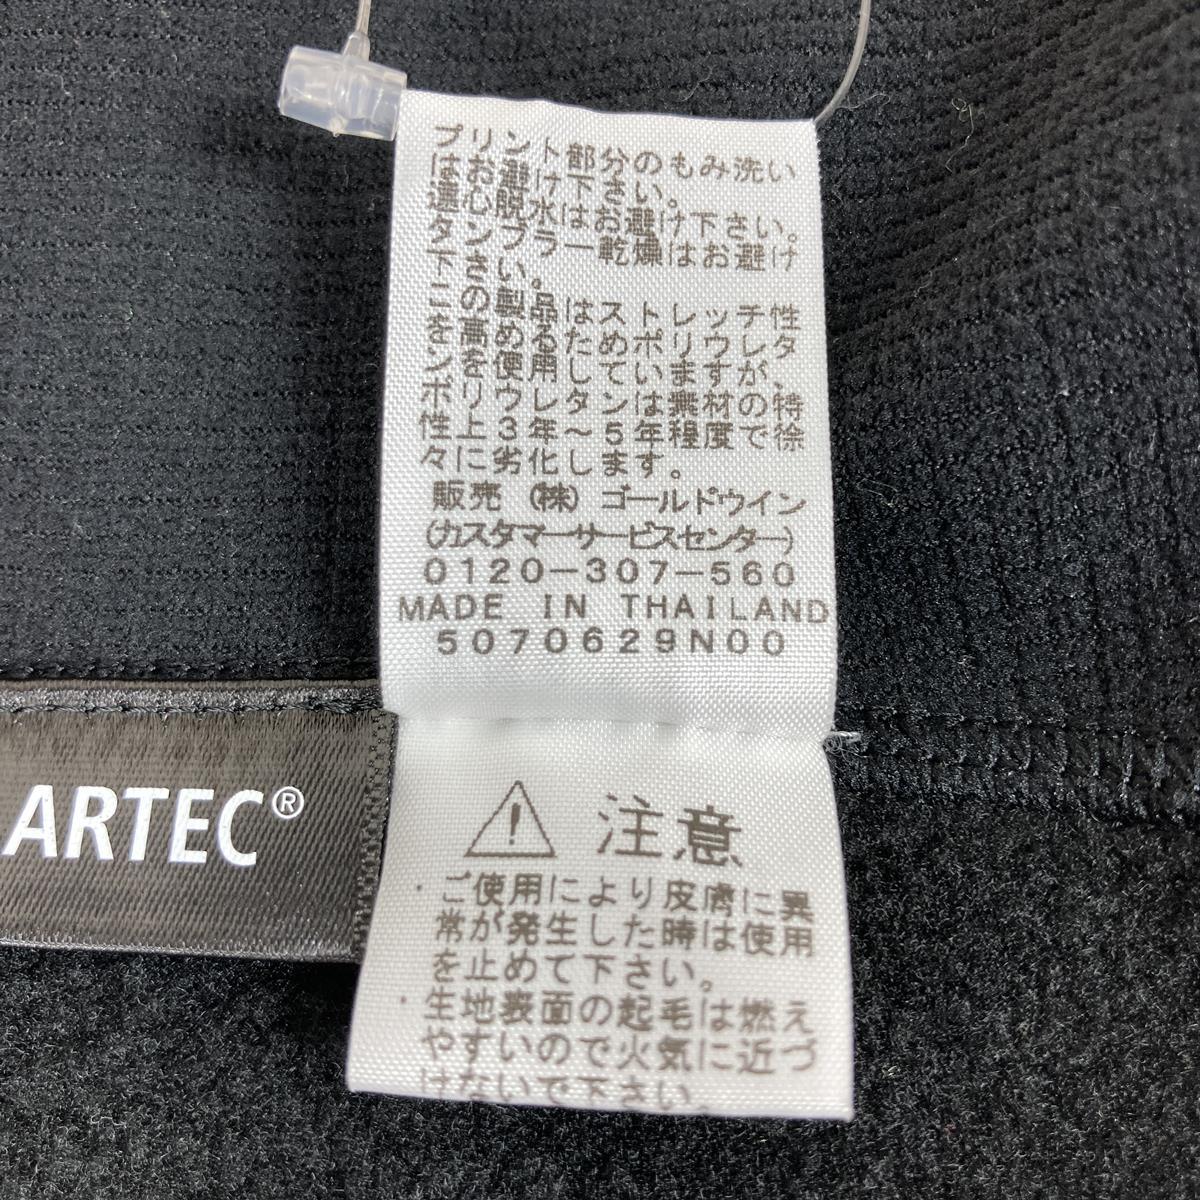 プリント部分のもみ洗い
はお避け下さい。
遠心脱水はお避け下さい。
タンブラー乾燥はお避け
下さい。
この製品はストレッチ性
を高めるためポリウレタ
ンを使用していますが、
ポリウレタンは素材の特
性上3年～5年程度で徐
々に劣化します。
販売 (株) ゴールドウイン
(カスタマーサービスセンター)
0120-307-560
MADE IN THAILAND
5070629N00
ARTEC®
注意
・ご使用により皮膚に異
常が発生した時は使用
を止めて下さい。
・生地表面の起毛は燃え
やすいので火気に近づ
けないで下さい。